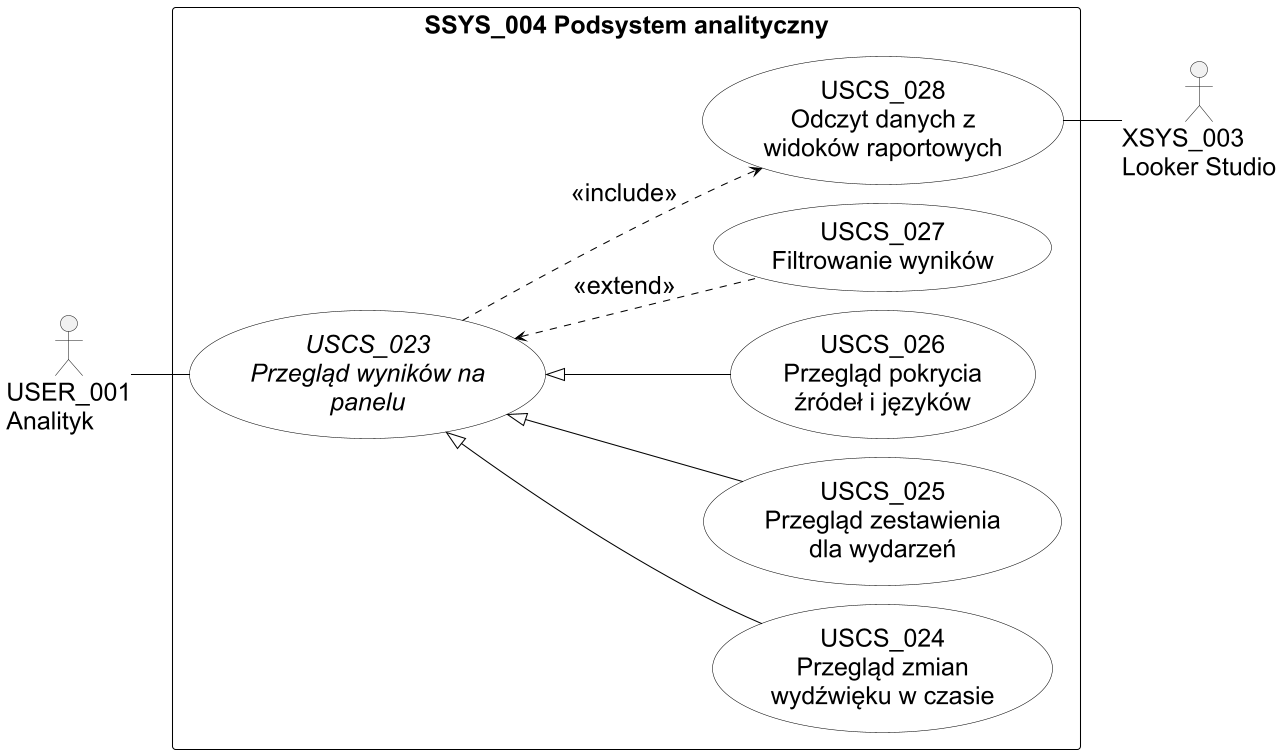 SSYS_004 Podsystem analityczny
USCS_028
Odczyt danych z
widoków raportowych
XSYS_003
Looker Studio
«include»
USCS_027
Filtrowanie wyników
«extend»
USER_001
Analityk
USCS_023
Przegląd wyników na
panelu
USCS_026
Przegląd pokrycia
źródeł i języków
USCS_025
Przegląd zestawienia
dla wydarzeń
USCS_024
Przegląd zmian
wydźwięku w czasie